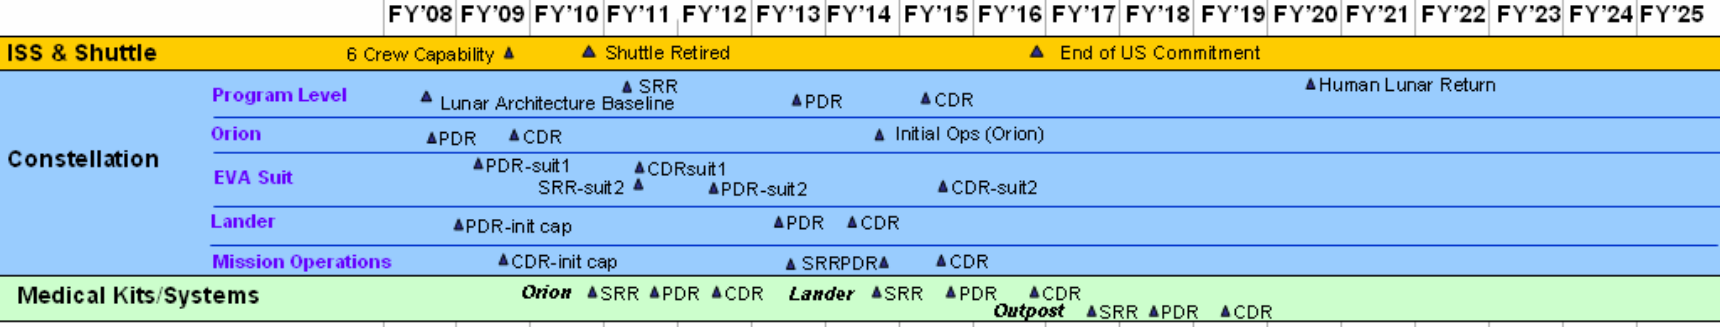 FY'08 FY'09 FY'10 FY'11 FY'12 FY'13 FY'14 FY'15 FY'16 FY'17 FY'18 FY'19 FY'20 FY'21 FY'22 FY'23 FY'24 FY'25
ISS & Shuttle 6 Crew Capability Shuttle Retired End of US Commitment
Constellation
Program Level Lunar Architecture Baseline SRR PDR CDR Human Lunar Return
Orion PDR CDR Initial Ops (Orion)
EVA Suit PDR-suit1 CDRsuit1
SRR-suit2 PDR-suit2 CDR-suit2
Lander PDR-init cap PDR CDR
Mission Operations CDR-init cap SRRPDR CDR
Medical Kits/Systems Orion SRR PDR CDR Lander SRR PDR CDR
Outpost SRR PDR CDR